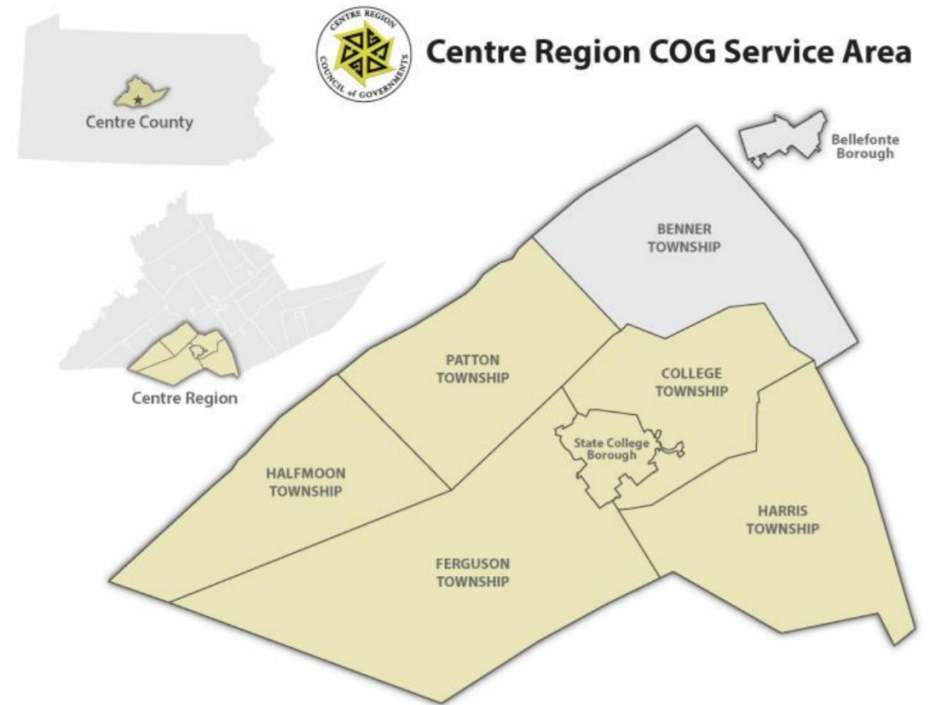 CENTRE REGION
COUNCIL of GOVERNMENTS
Centre Region COG Service Area
Centre County
Bellefonte
Borough
BENNER
TOWNSHIP
PATTON
TOWNSHIP
COLLEGE
TOWNSHIP
Centre Region
State College
Borough
HALFMOON
TOWNSHIP
HARRIS
TOWNSHIP
FERGUSON
TOWNSHIP